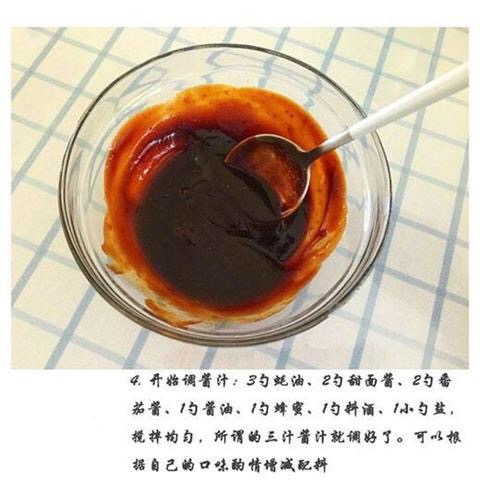 4. 开始调酱汁：3勺蚝油、2勺甜面酱、2勺番
茄酱、1勺酱油、1勺蜂蜜、1勺料酒、1小勺盐，
搅拌均匀，所谓的三汁酱汁就调好了。可以根
据自己的口味酌情增减配料